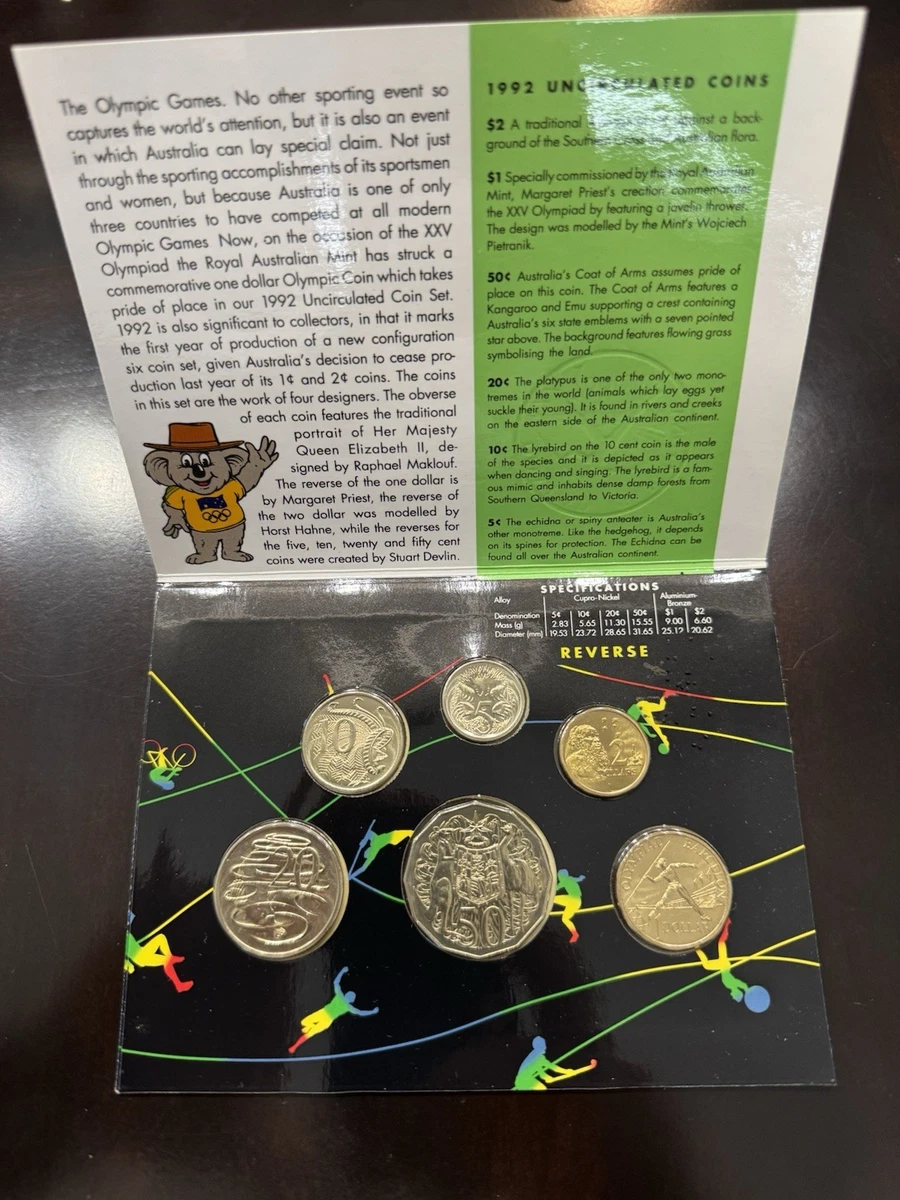 The Olympic Games. No other sporting event so
captures the world's attention, but it is also an event
in which Australia can lay special claim. Not just
through the sporting accomplishments of its sportsmen
and women, but because Australia is one of only
three countries to have competed at all modern
Olympic Games Now, on the occasion of the XXV
Olympiad the Royal Australian Mint has struck a
commemorative one dollar Olympic Coin which takes
pride of place in our 1992 Uncirculated Coin Set.
1992 is also significant to collectors, in that it marks
the first year of production of a new configuration
six coin set, given Australia's decision to cease pro-
duction last year of its 1¢ and 2¢ coins. The coins
in this set are the work of four designers. The obverse
of each coin features the traditional
portrait of Her Majesty
Queen Elizabeth II, de-
signed by Raphael Maklouf.
The reverse of the one dollar is
by Margaret Priest, the reverse of
the two dollar was modelled by
Horst Hahne, while the reverses for
the five, ten, twenty and fifty cent
coins were created by Stuart Devlin.
1992 UNCIRCULATED COINS
$2 A traditional against a back-
ground of the Southern Cross and Australian flora.
$1 Specially commissioned by the Royal Australian
Mint, Margaret Priest's creation commemorates
the XXV Olympiad by featuring a javelin thrower.
The design was modelled by the Mint's Wojciech
Pietranik.
50¢ Australia's Coat of Arms assumes pride of
place on this coin. The Coat of Arms features a
Kangaroo and Emu supporting a crest containing
Australia's six state emblems with a seven pointed
star above. The background features flowing grass
symbolising the land.
20¢ The platypus is one of the only two mono-
tremes in the world (animals which lay eggs yet
suckle their young). It is found in rivers and creeks
on the eastern side of the Australian continent.
10¢ The lyrebird on the 10 cent coin is the male
of the species and it is depicted as it appears
when dancing and singing. The lyrebird is a fam-
ous mimic and inhabits dense damp forests from
Southern Queensland to Victoria.
5¢ The echidna or spiny anteater is Australia's
other monotreme. Like the hedgehog, it depends
on its spines for protection. The Echidna can be
found all over the Australian continent.
SPECIFICATIONS
Alloy Cupro-Nickel Aluminium-Bronze
Denomination 5¢ 10¢ 20¢ 50¢ $1 $2
Mass (g) 2.83 5.65 11.30 15.55 9.00 6.60
Diameter (mm) 19.53 23.72 28.65 31.65 25.12 20.62
REVERSE
5
10
2
DOLLARS
20
50
OLYMPIC
1 DOLLAR